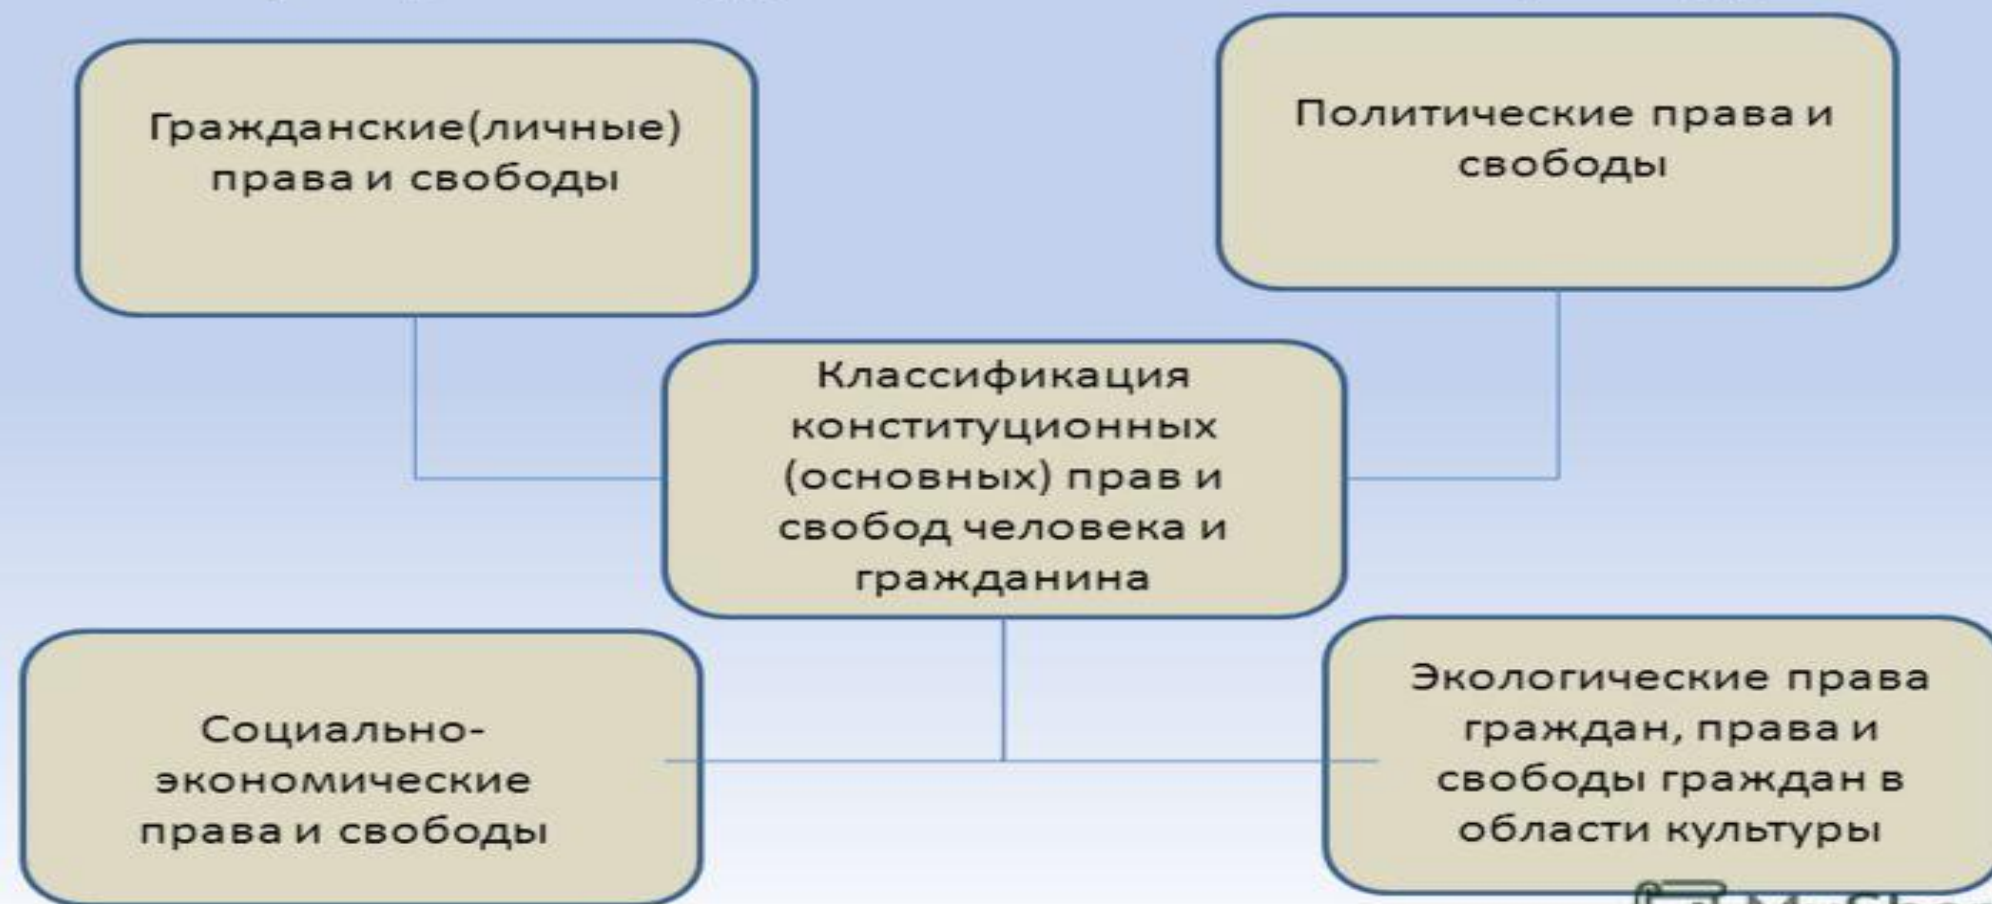 Гражданские(личные)
права и свободы
Политические права и
свободы
Классификация
конституционных
(основных) прав и
свобод человека и
гражданина
Социально-
экономические
права и свободы
Экологические права
граждан, права и
свободы граждан в
области культуры